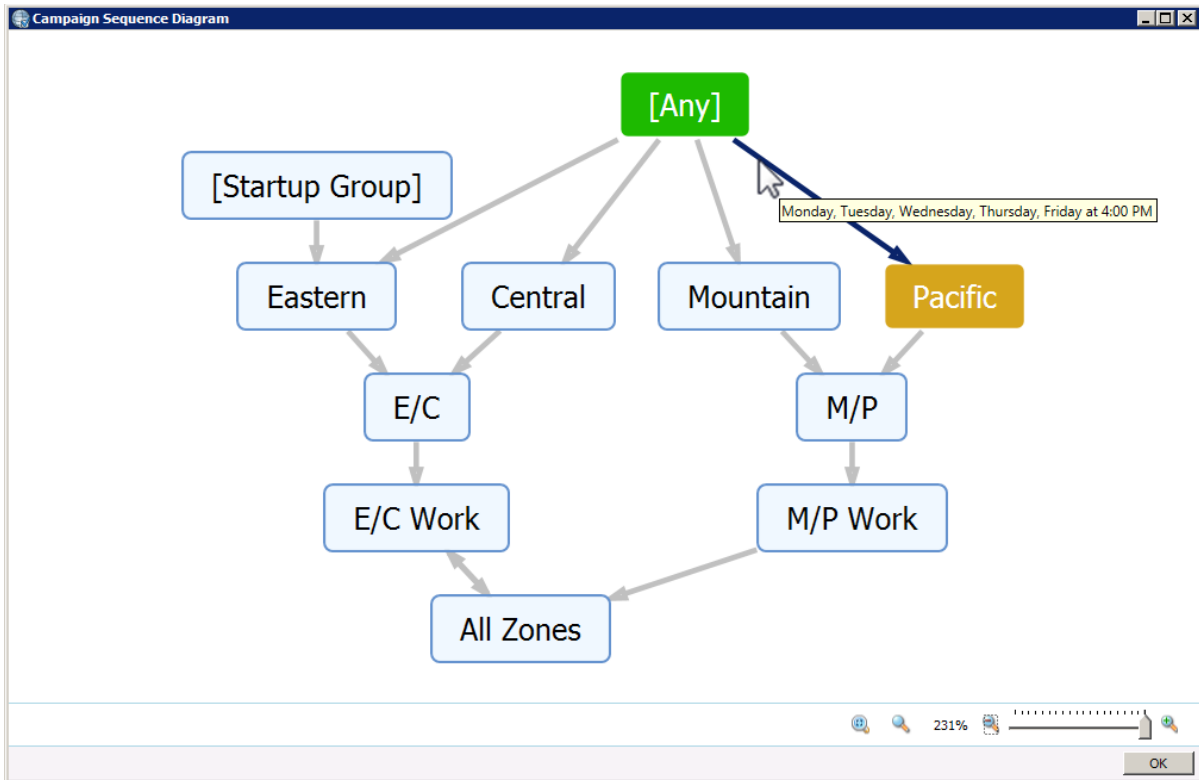 Campaign Sequence Diagram
[Any]
[Startup Group]
Monday, Tuesday, Wednesday, Thursday, Friday at 4:00 PM
Eastern
Central
Mountain
Pacific
E/C
M/P
E/C Work
M/P Work
All Zones
231%
OK